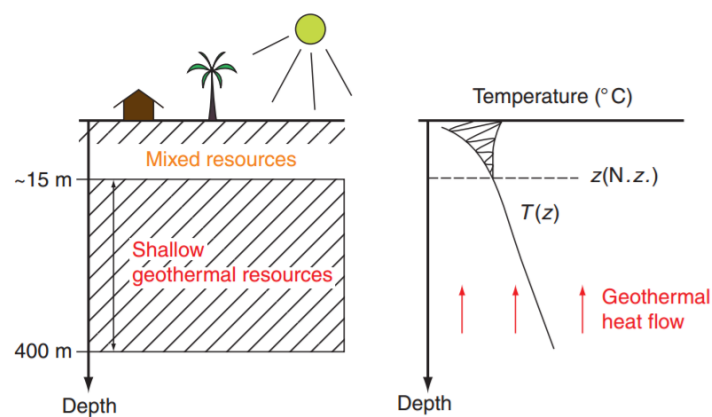 Mixed resources
~15 m
Shallow
geothermal resources
400 m
Depth
Temperature (°C)
z(N.z.)
T(z)
Geothermal
heat flow
Depth